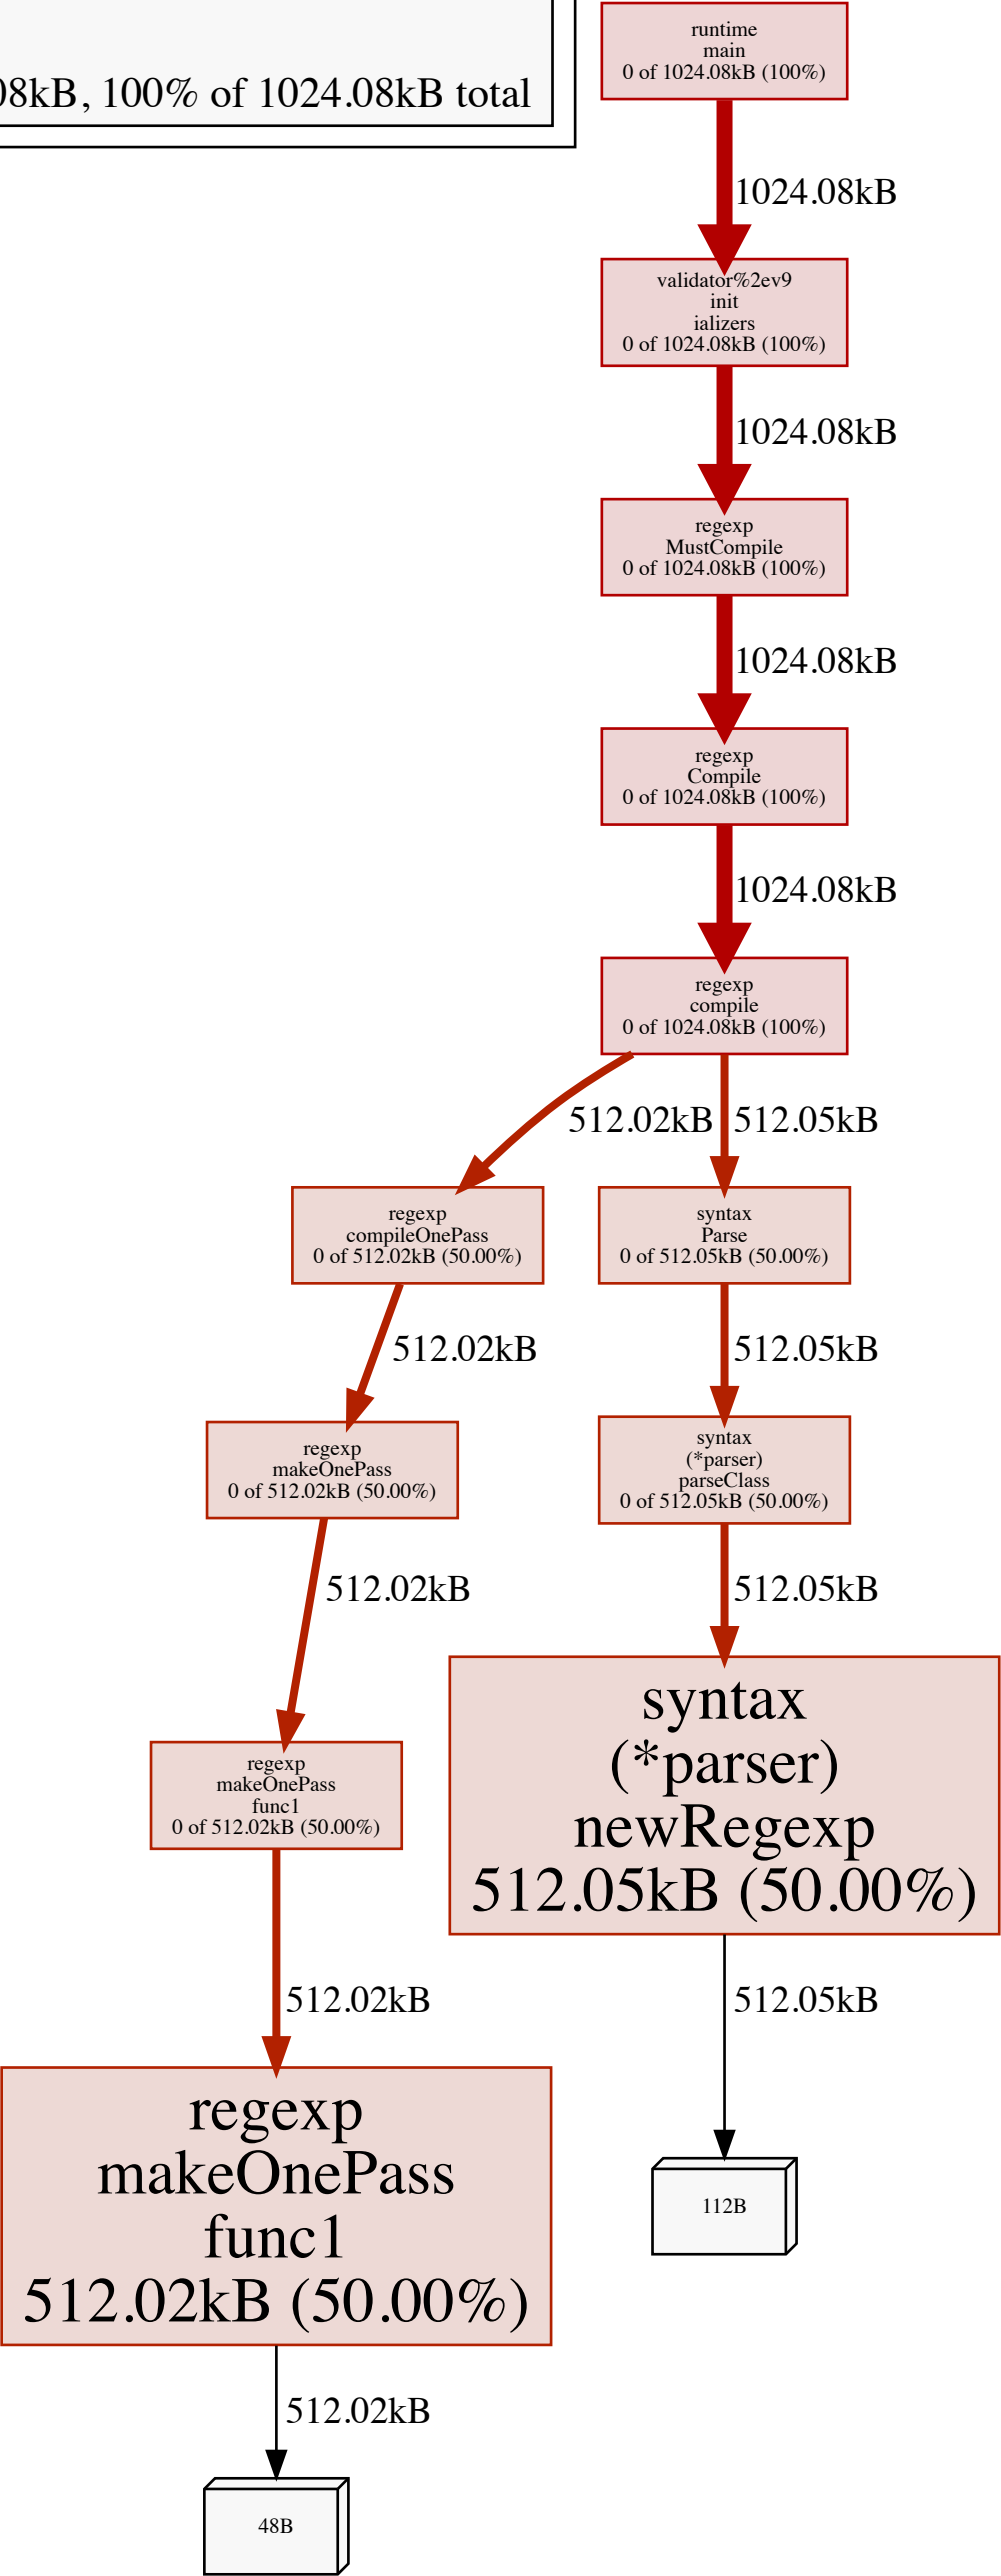 08kB, 100% of 1024.08kB total
runtime
main
0 of 1024.08kB (100%)
1024.08kB
validator%2ev9
init
ializers
0 of 1024.08kB (100%)
1024.08kB
regexp
MustCompile
0 of 1024.08kB (100%)
1024.08kB
regexp
Compile
0 of 1024.08kB (100%)
1024.08kB
regexp
compile
0 of 1024.08kB (100%)
512.02kB
512.05kB
regexp
compileOnePass
0 of 512.02kB (50.00%)
syntax
Parse
0 of 512.05kB (50.00%)
512.02kB
512.05kB
regexp
makeOnePass
0 of 512.02kB (50.00%)
syntax
(*parser)
parseClass
0 of 512.05kB (50.00%)
512.02kB
512.05kB
regexp
makeOnePass
func1
0 of 512.02kB (50.00%)
syntax
(*parser)
newRegexp
512.05kB (50.00%)
512.02kB
512.05kB
regexp
makeOnePass
func1
512.02kB (50.00%)
112B
512.02kB
48B